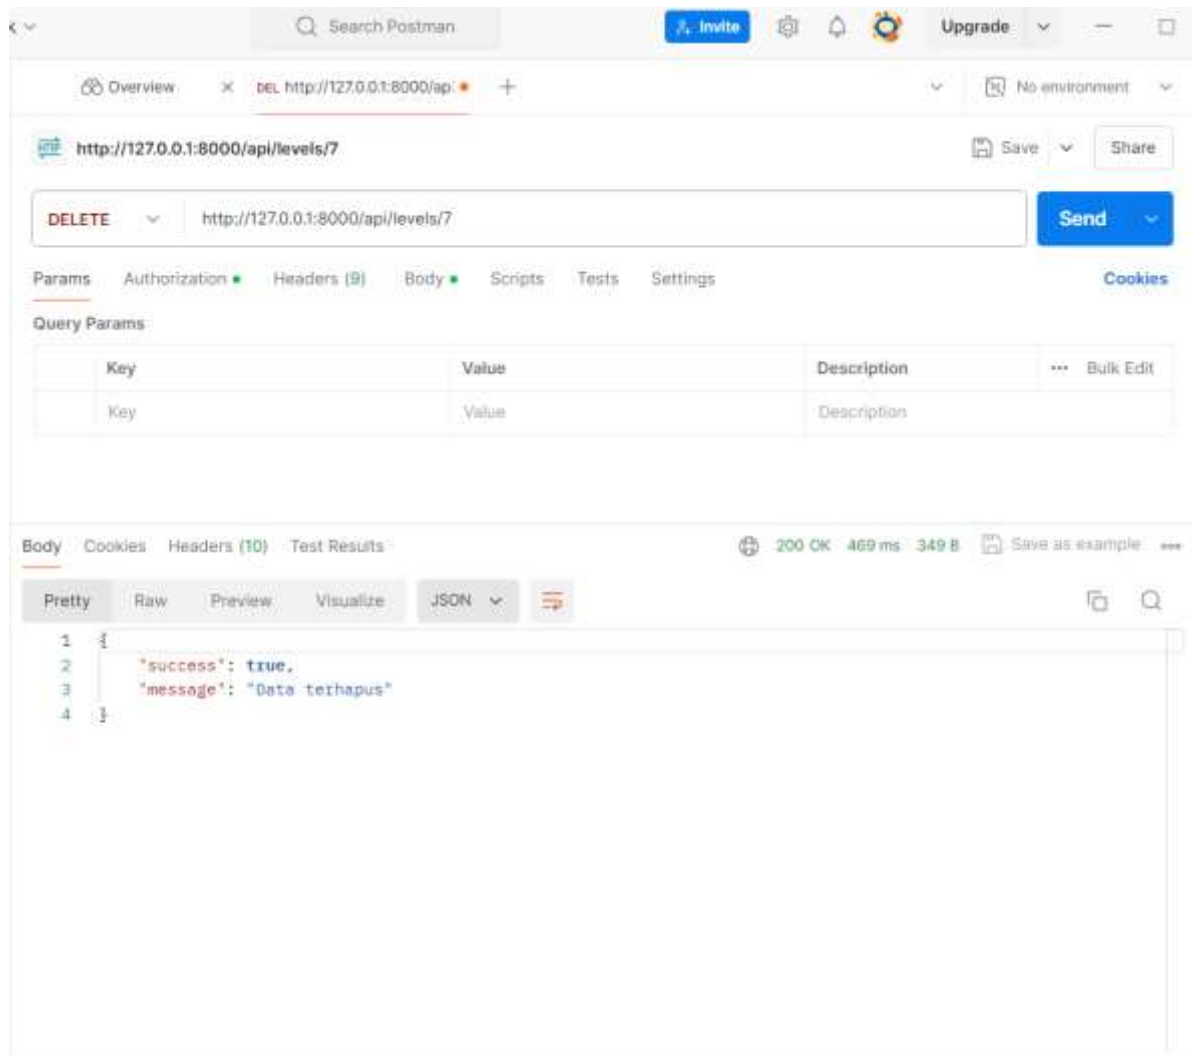 Search Postman
Invite
Upgrade
Overview
DEL http://127.0.0.1:8000/ap
No environment
http://127.0.0.1:8000/api/levels/7
Save
Share
DELETE
http://127.0.0.1:8000/api/levels/7
Send
Params Authorization Headers (9) Body Scripts Tests Settings
Cookies
Query Params
Key Value Description ••• Bulk Edit
Key Value Description
Body Cookies Headers (10) Test Results
200 OK 469 ms 349 B Save as example
Pretty Raw Preview Visualize JSON
1 {
2 "success": true,
3 "message": "Data terhapus"
4 }